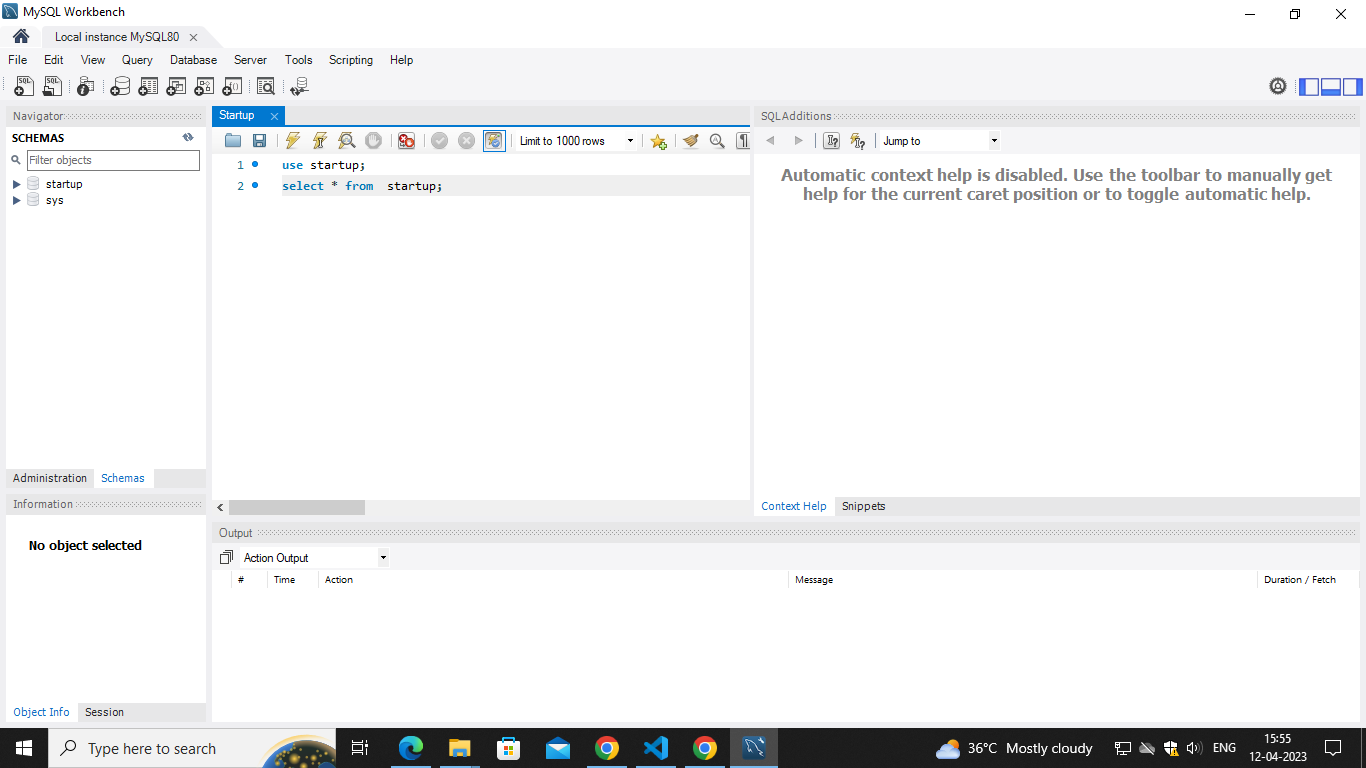 MySQL Workbench
Local instance MySQL80
File Edit View Query Database Server Tools Scripting Help
Navigator
SCHEMAS
Filter objects
startup
sys
Administration Schemas
Information
No object selected
Object Info Session
Startup
Limit to 1000 rows
1 use startup;
2 select * from  startup;
SQLAdditions
Jump to
Automatic context help is disabled. Use the toolbar to manually get
help for the current caret position or to toggle automatic help.
Context Help Snippets
Output
Action Output
# Time Action Message Duration / Fetch
Type here to search
36°C Mostly cloudy
ENG
15:55
12-04-2023